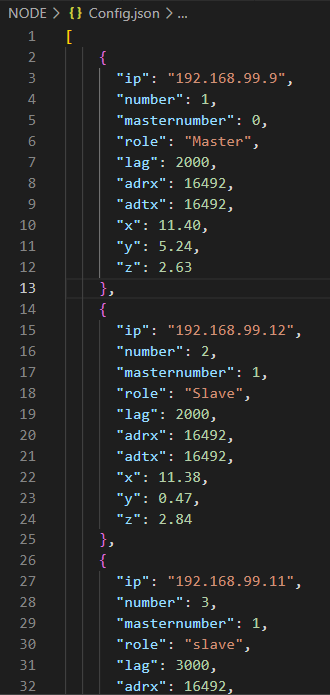 NODE > {} Config.json > ...
1 [
2 {
3 "ip": "192.168.99.9",
4 "number": 1,
5 "masternumber": 0,
6 "role": "Master",
7 "lag": 2000,
8 "adrx": 16492,
9 "adtx": 16492,
10 "x": 11.40,
11 "y": 5.24,
12 "z": 2.63
13 },
14 {
15 "ip": "192.168.99.12",
16 "number": 2,
17 "masternumber": 1,
18 "role": "Slave",
19 "lag": 2000,
20 "adrx": 16492,
21 "adtx": 16492,
22 "x": 11.38,
23 "y": 0.47,
24 "z": 2.84
25 },
26 {
27 "ip": "192.168.99.11",
28 "number": 3,
29 "masternumber": 1,
30 "role": "slave",
31 "lag": 3000,
32 "adrx": 16492,